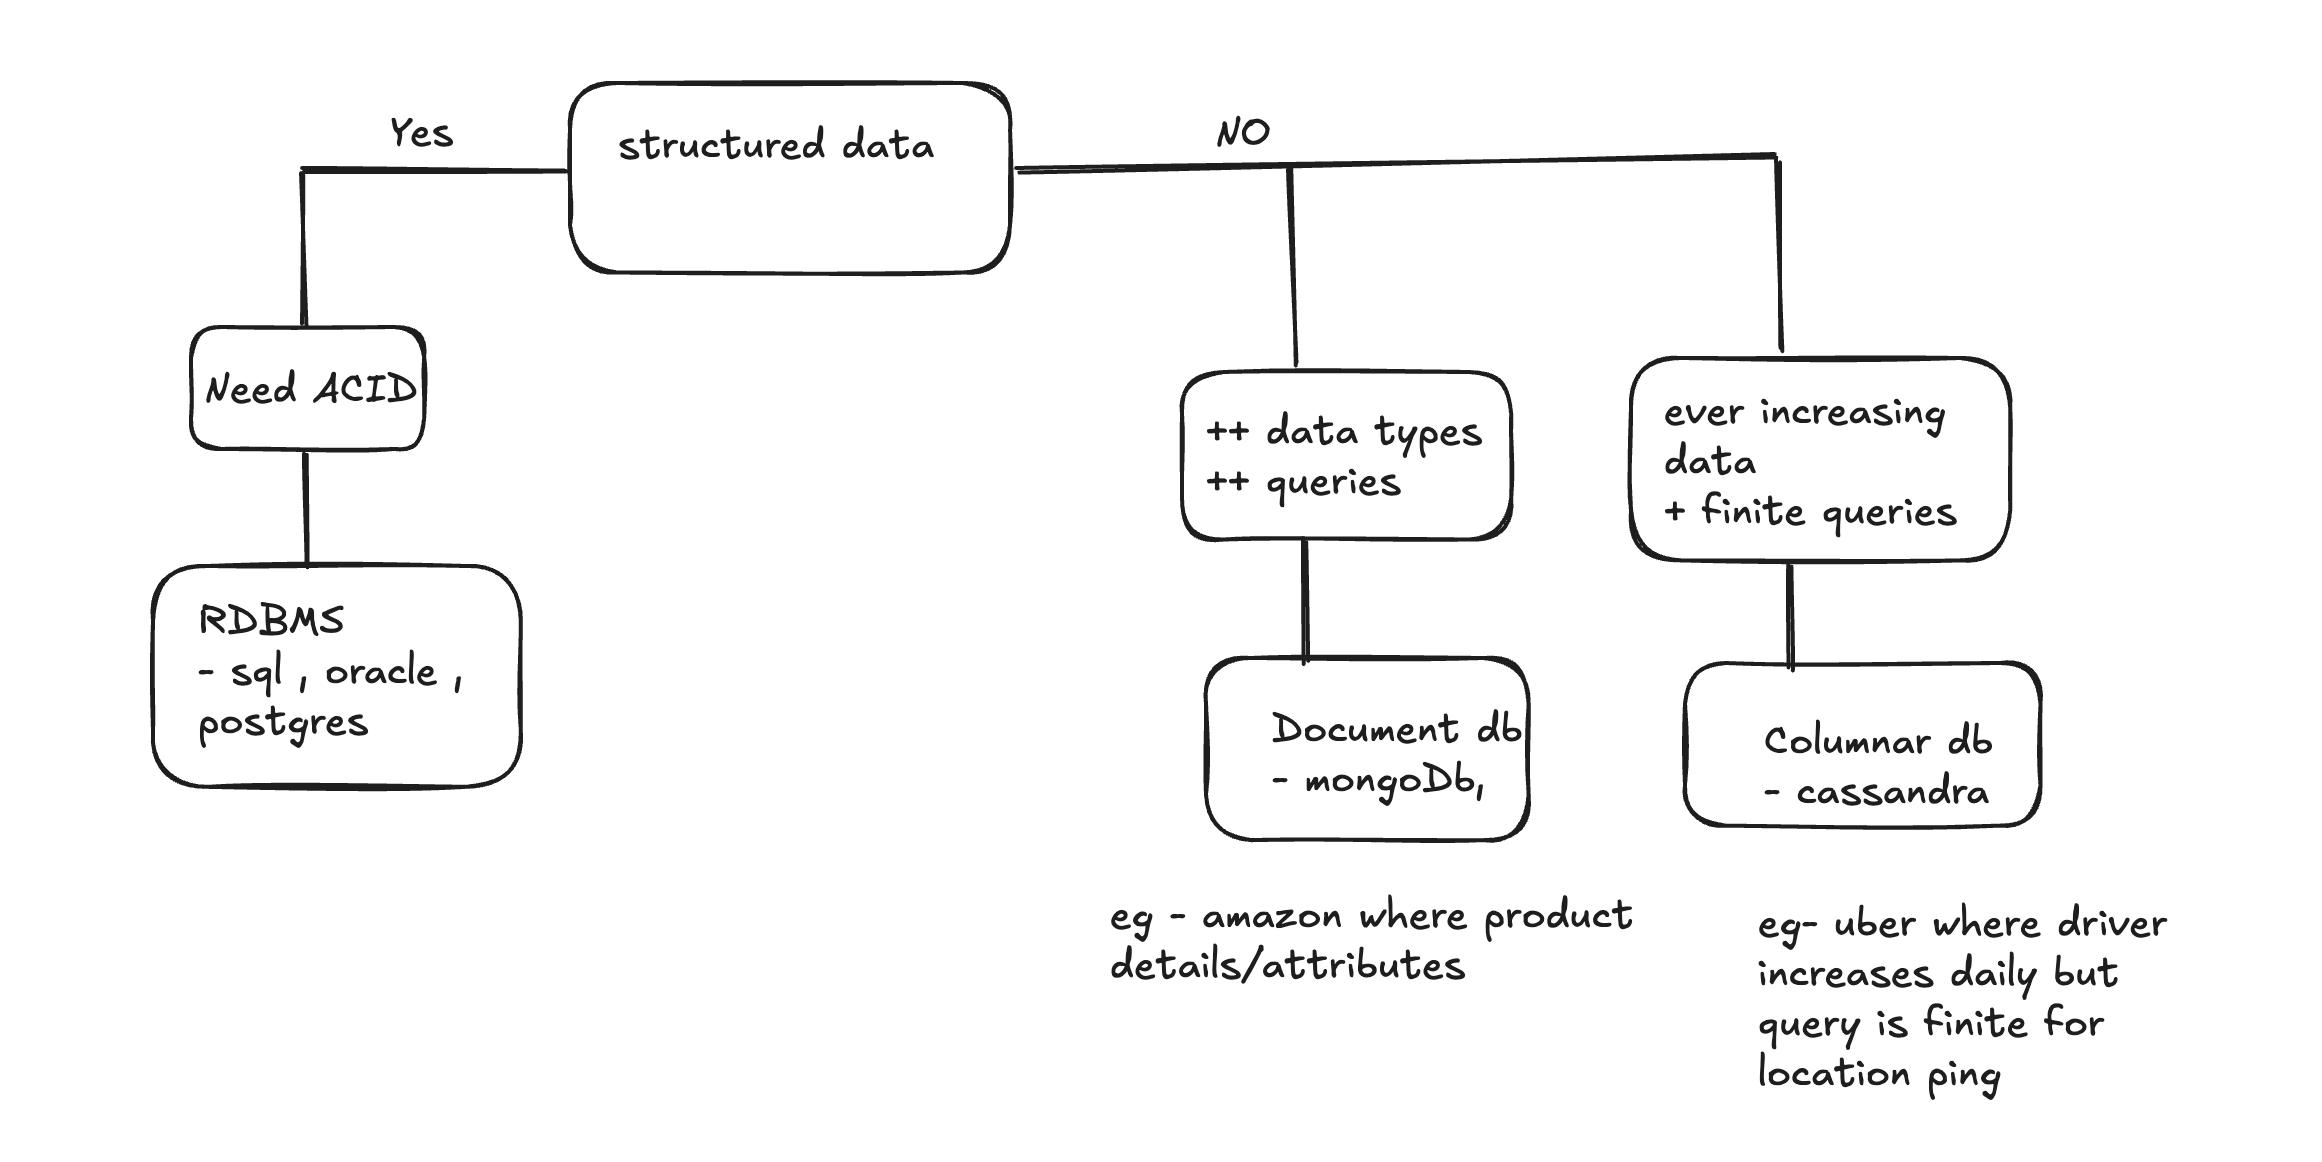 Yes
structured data
NO
Need ACID
++ data types
++ queries
ever increasing
data
+ finite queries
RDBMS
- sql , oracle ,
postgres
Document db
- mongoDb,
Columnar db
- cassandra
eg - amazon where product
details/attributes
eg- uber where driver
increases daily but
query is finite for
location ping